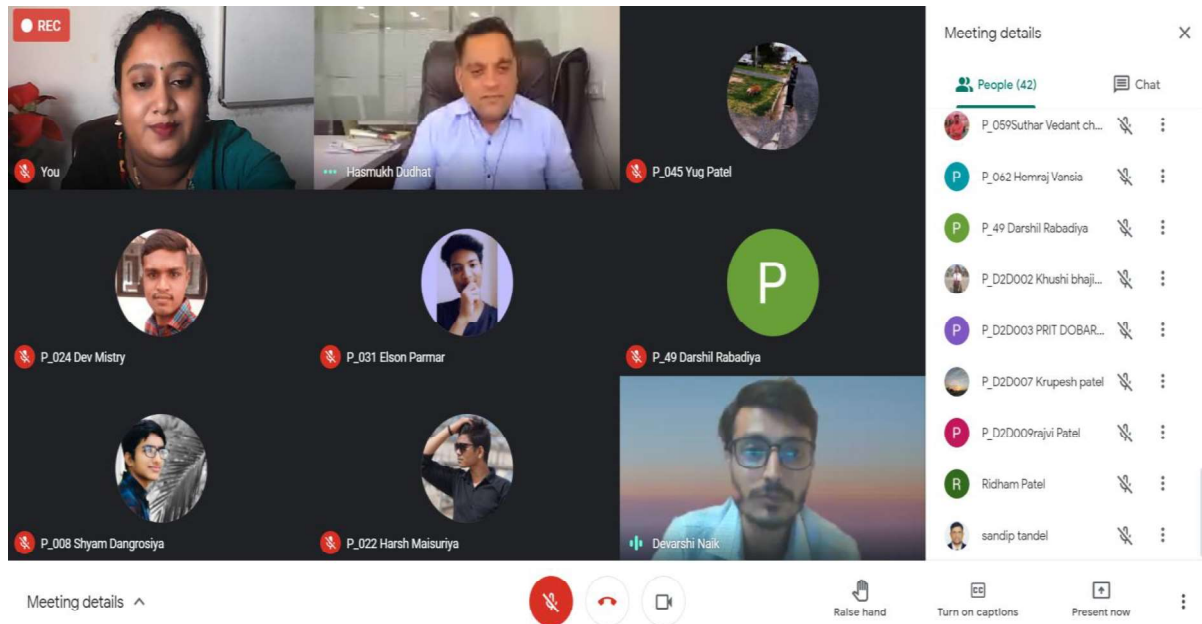 REC
You
Hasmukh Dudhat
P_045 Yug Patel
P_024 Dev Mistry
P_031 Elson Parmar
P
P_49 Darshil Rabadiya
P_008 Shyam Dangrosiya
P_022 Harsh Maisuriya
Devarshi Naik
Meeting details
People (42)
Chat
P_059Suthar Vedant ch...
P
P_062 Hemraj Vansia
P
P_49 Darshil Rabadiya
P_D2D002 Khushi bhaji...
P
P_D2D003 PRIT DOBAR...
P_D2D007 Krupesh patel
P
P_D2D009rajvi Patel
R
Ridham Patel
sandip tandel
Meeting details
Raise hand
CC
Turn on captions
Present now